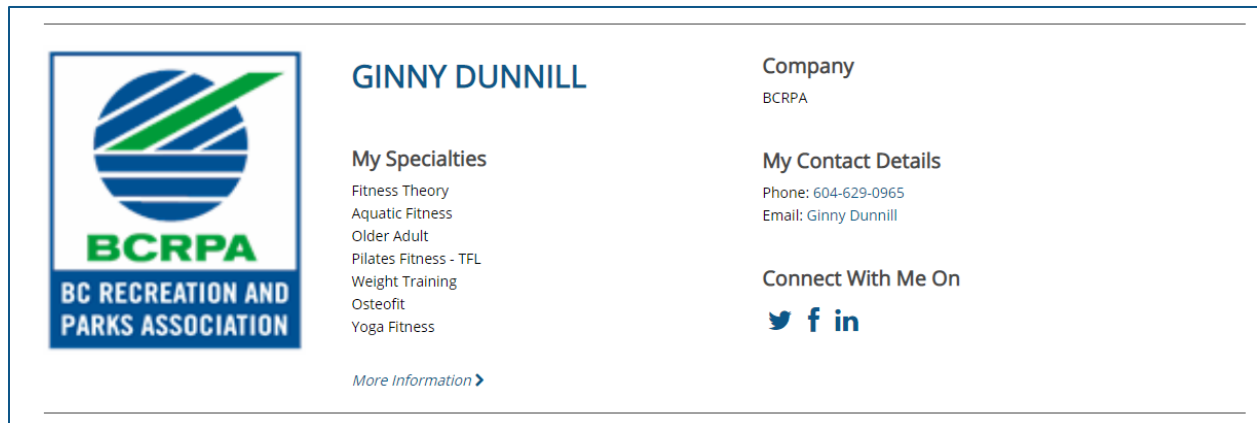 BCRPA
BC RECREATION AND
PARKS ASSOCIATION
GINNY DUNNILL
My Specialties
Fitness Theory
Aquatic Fitness
Older Adult
Pilates Fitness - TFL
Weight Training
Osteofit
Yoga Fitness
More Information
Company
BCRPA
My Contact Details
Phone: 604-629-0965
Email: Ginny Dunnill
Connect With Me On